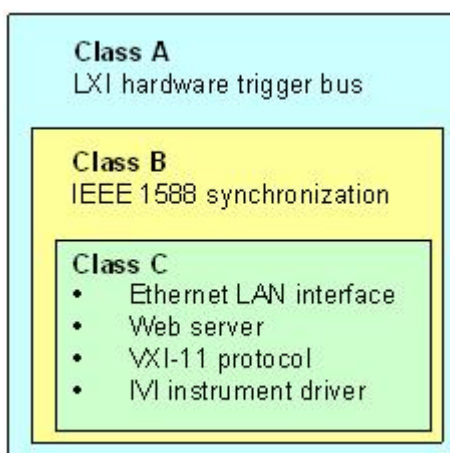 Class A
LXI hardware trigger bus
Class B
IEEE 1588 synchronization
Class C
• Ethernet LAN interface
• Web server
• VXI-11 protocol
• IVI instrument driver